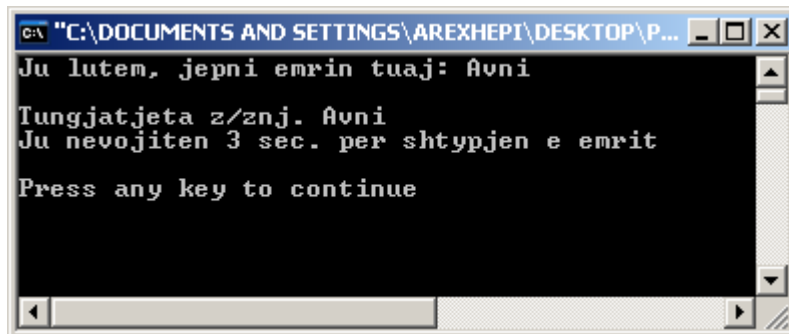 "C:\DOCUMENTS AND SETTINGS\AREXHEPI\DESKTOP\P...
Ju lutem, jepni emrin tuaj: Avni
Tungjatjeta z/znj. Avni
Ju nevojiten 3 sec. per shtypjen e emrit
Press any key to continue